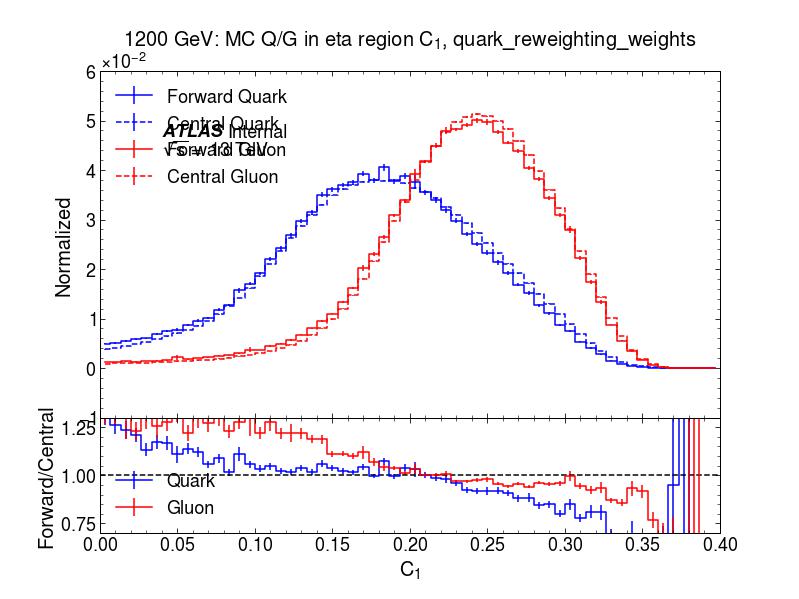 1200 GeV: MC Q/G in eta region C₁, quark_reweighting_weights
×10⁻²
6
5
4
3
2
1
0
−1
Normalized
Forward Quark
Central Quark
ATLAS Internal
Forward Gluon
√s = 13 TeV
Central Gluon
1.25
1.00
0.75
Forward/Central
Quark
Gluon
0.00 0.05 0.10 0.15 0.20 0.25 0.30 0.35 0.40
C₁